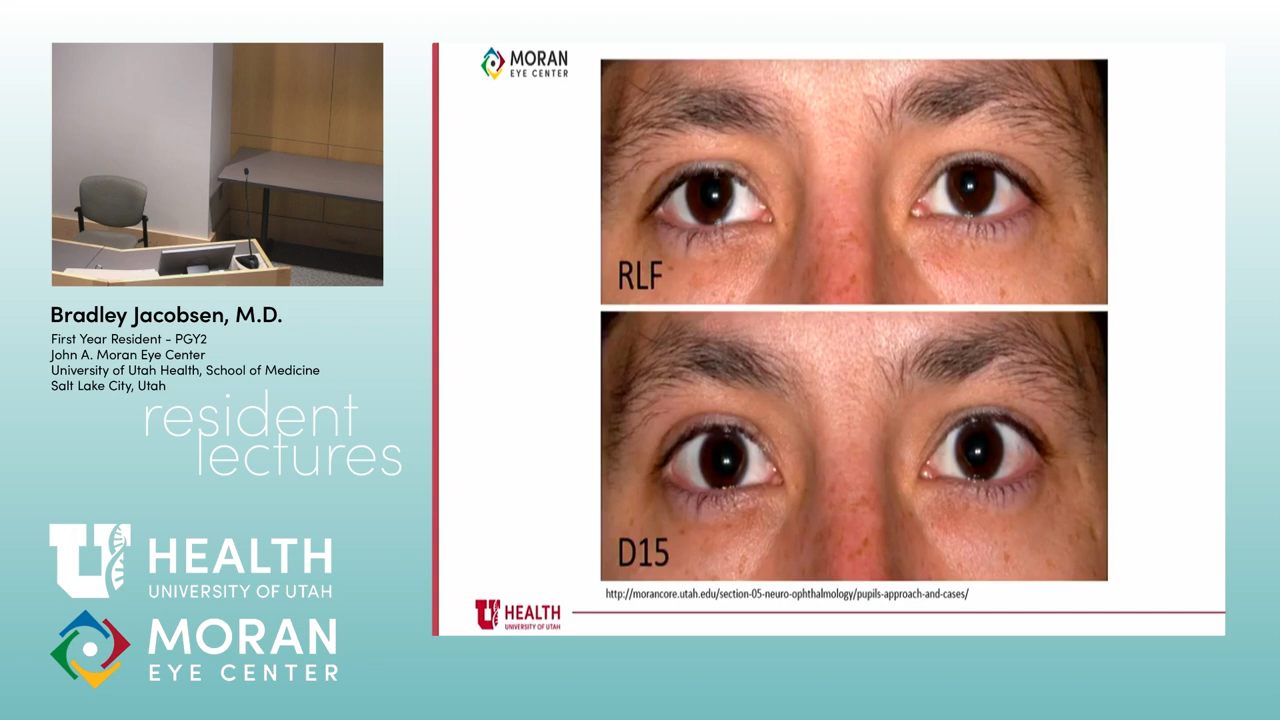 Bradley Jacobsen, M.D.
First Year Resident - PGY2
John A. Moran Eye Center
University of Utah Health, School of Medicine
Salt Lake City, Utah
resident
lectures
U HEALTH
UNIVERSITY OF UTAH
MORAN
EYE CENTER
MORAN
EYE CENTER
RLF
D15
http://morancore.utah.edu/section-05-neuro-ophthalmology/pupils-approach-and-cases/
U HEALTH
UNIVERSITY OF UTAH